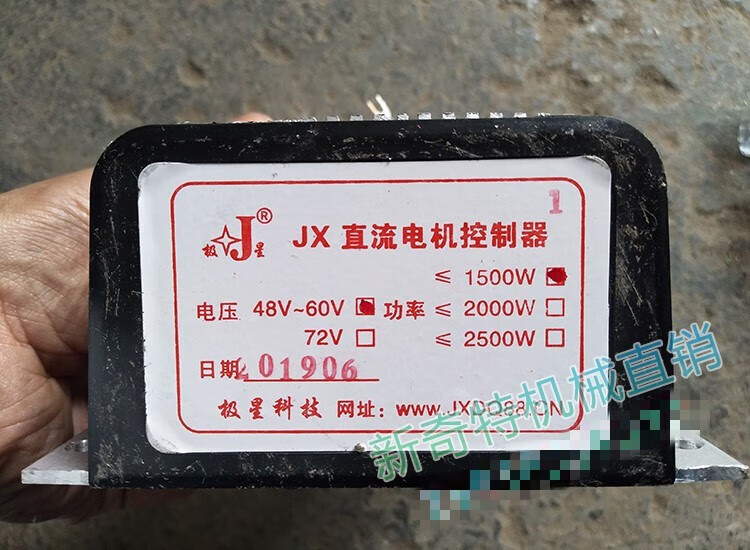 1
极 J 星 ®
JX 直流电机控制器
≤ 1500W
电压 48V~60V 功率 ≤ 2000W
72V ≤ 2500W
日期 201906
极星科技 网址: www.JXDQ88.CN
新奇特机械直销